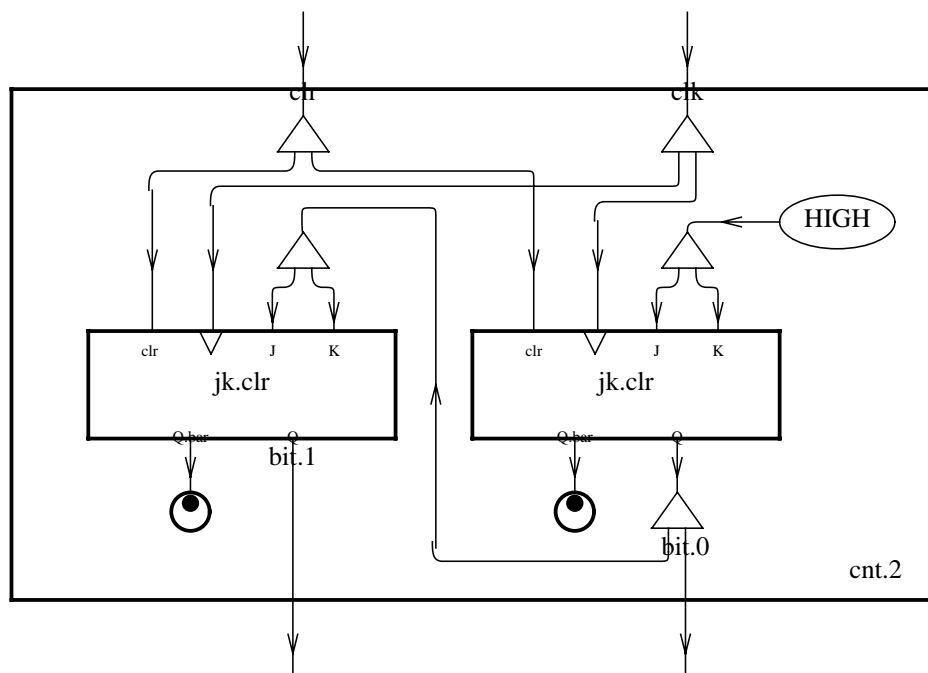 clr clk
HIGH
clr J K clr J K
jk.clr jk.clr
Q.bar Q Q.bar Q
bit.1
bit.0
cnt.2